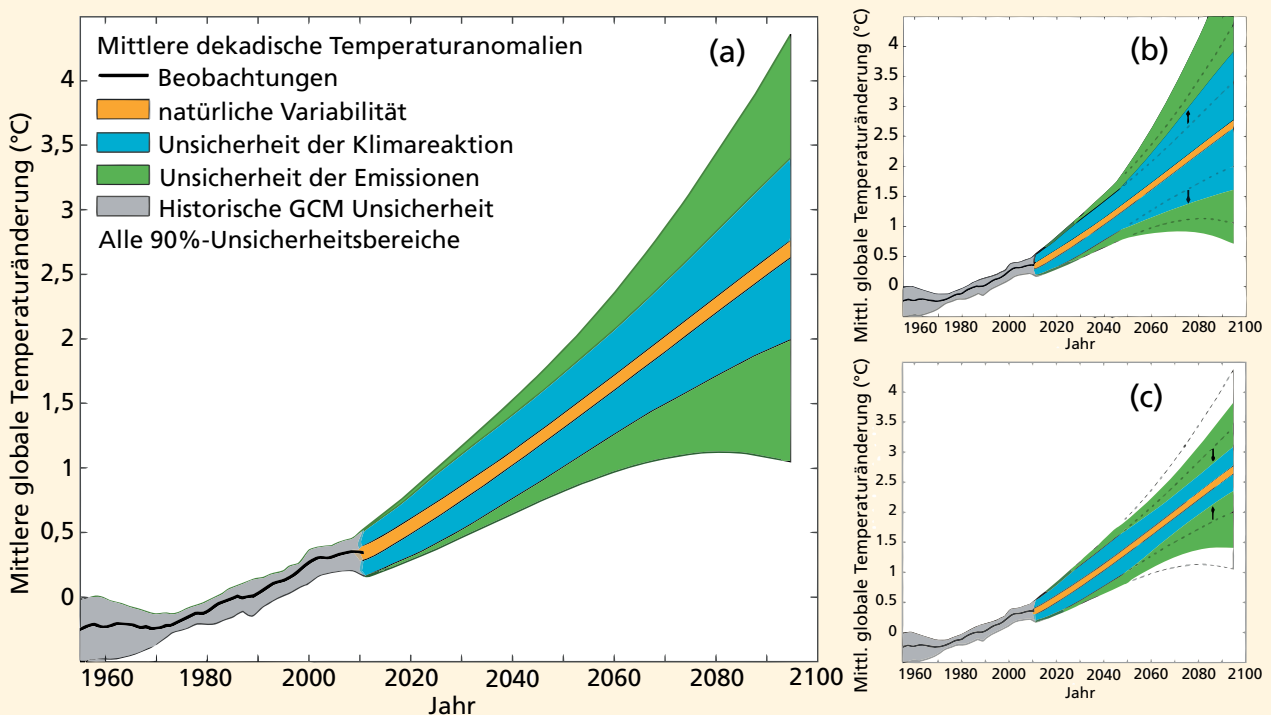 Mittlere dekadische Temperaturanomalien
Beobachtungen
natürliche Variabilität
Unsicherheit der Klimareaktion
Unsicherheit der Emissionen
Historische GCM Unsicherheit
Alle 90%-Unsicherheitsbereiche
(a)
Mittlere globale Temperaturänderung (°C)
4
3,5
3
2,5
2
1,5
1
0,5
0
1960 1980 2000 2020 2040 2060 2080 2100
Jahr
(b)
Mittl. globale Temperaturänderung (°C)
4
3.5
3
2.5
2
1.5
1
0.5
0
1960 1980 2000 2020 2040 2060 2080 2100
Jahr
(c)
Mittl. globale Temperaturänderung (°C)
4
3.5
3
2.5
2
1.5
1
0.5
0
1960 1980 2000 2020 2040 2060 2080 2100
Jahr